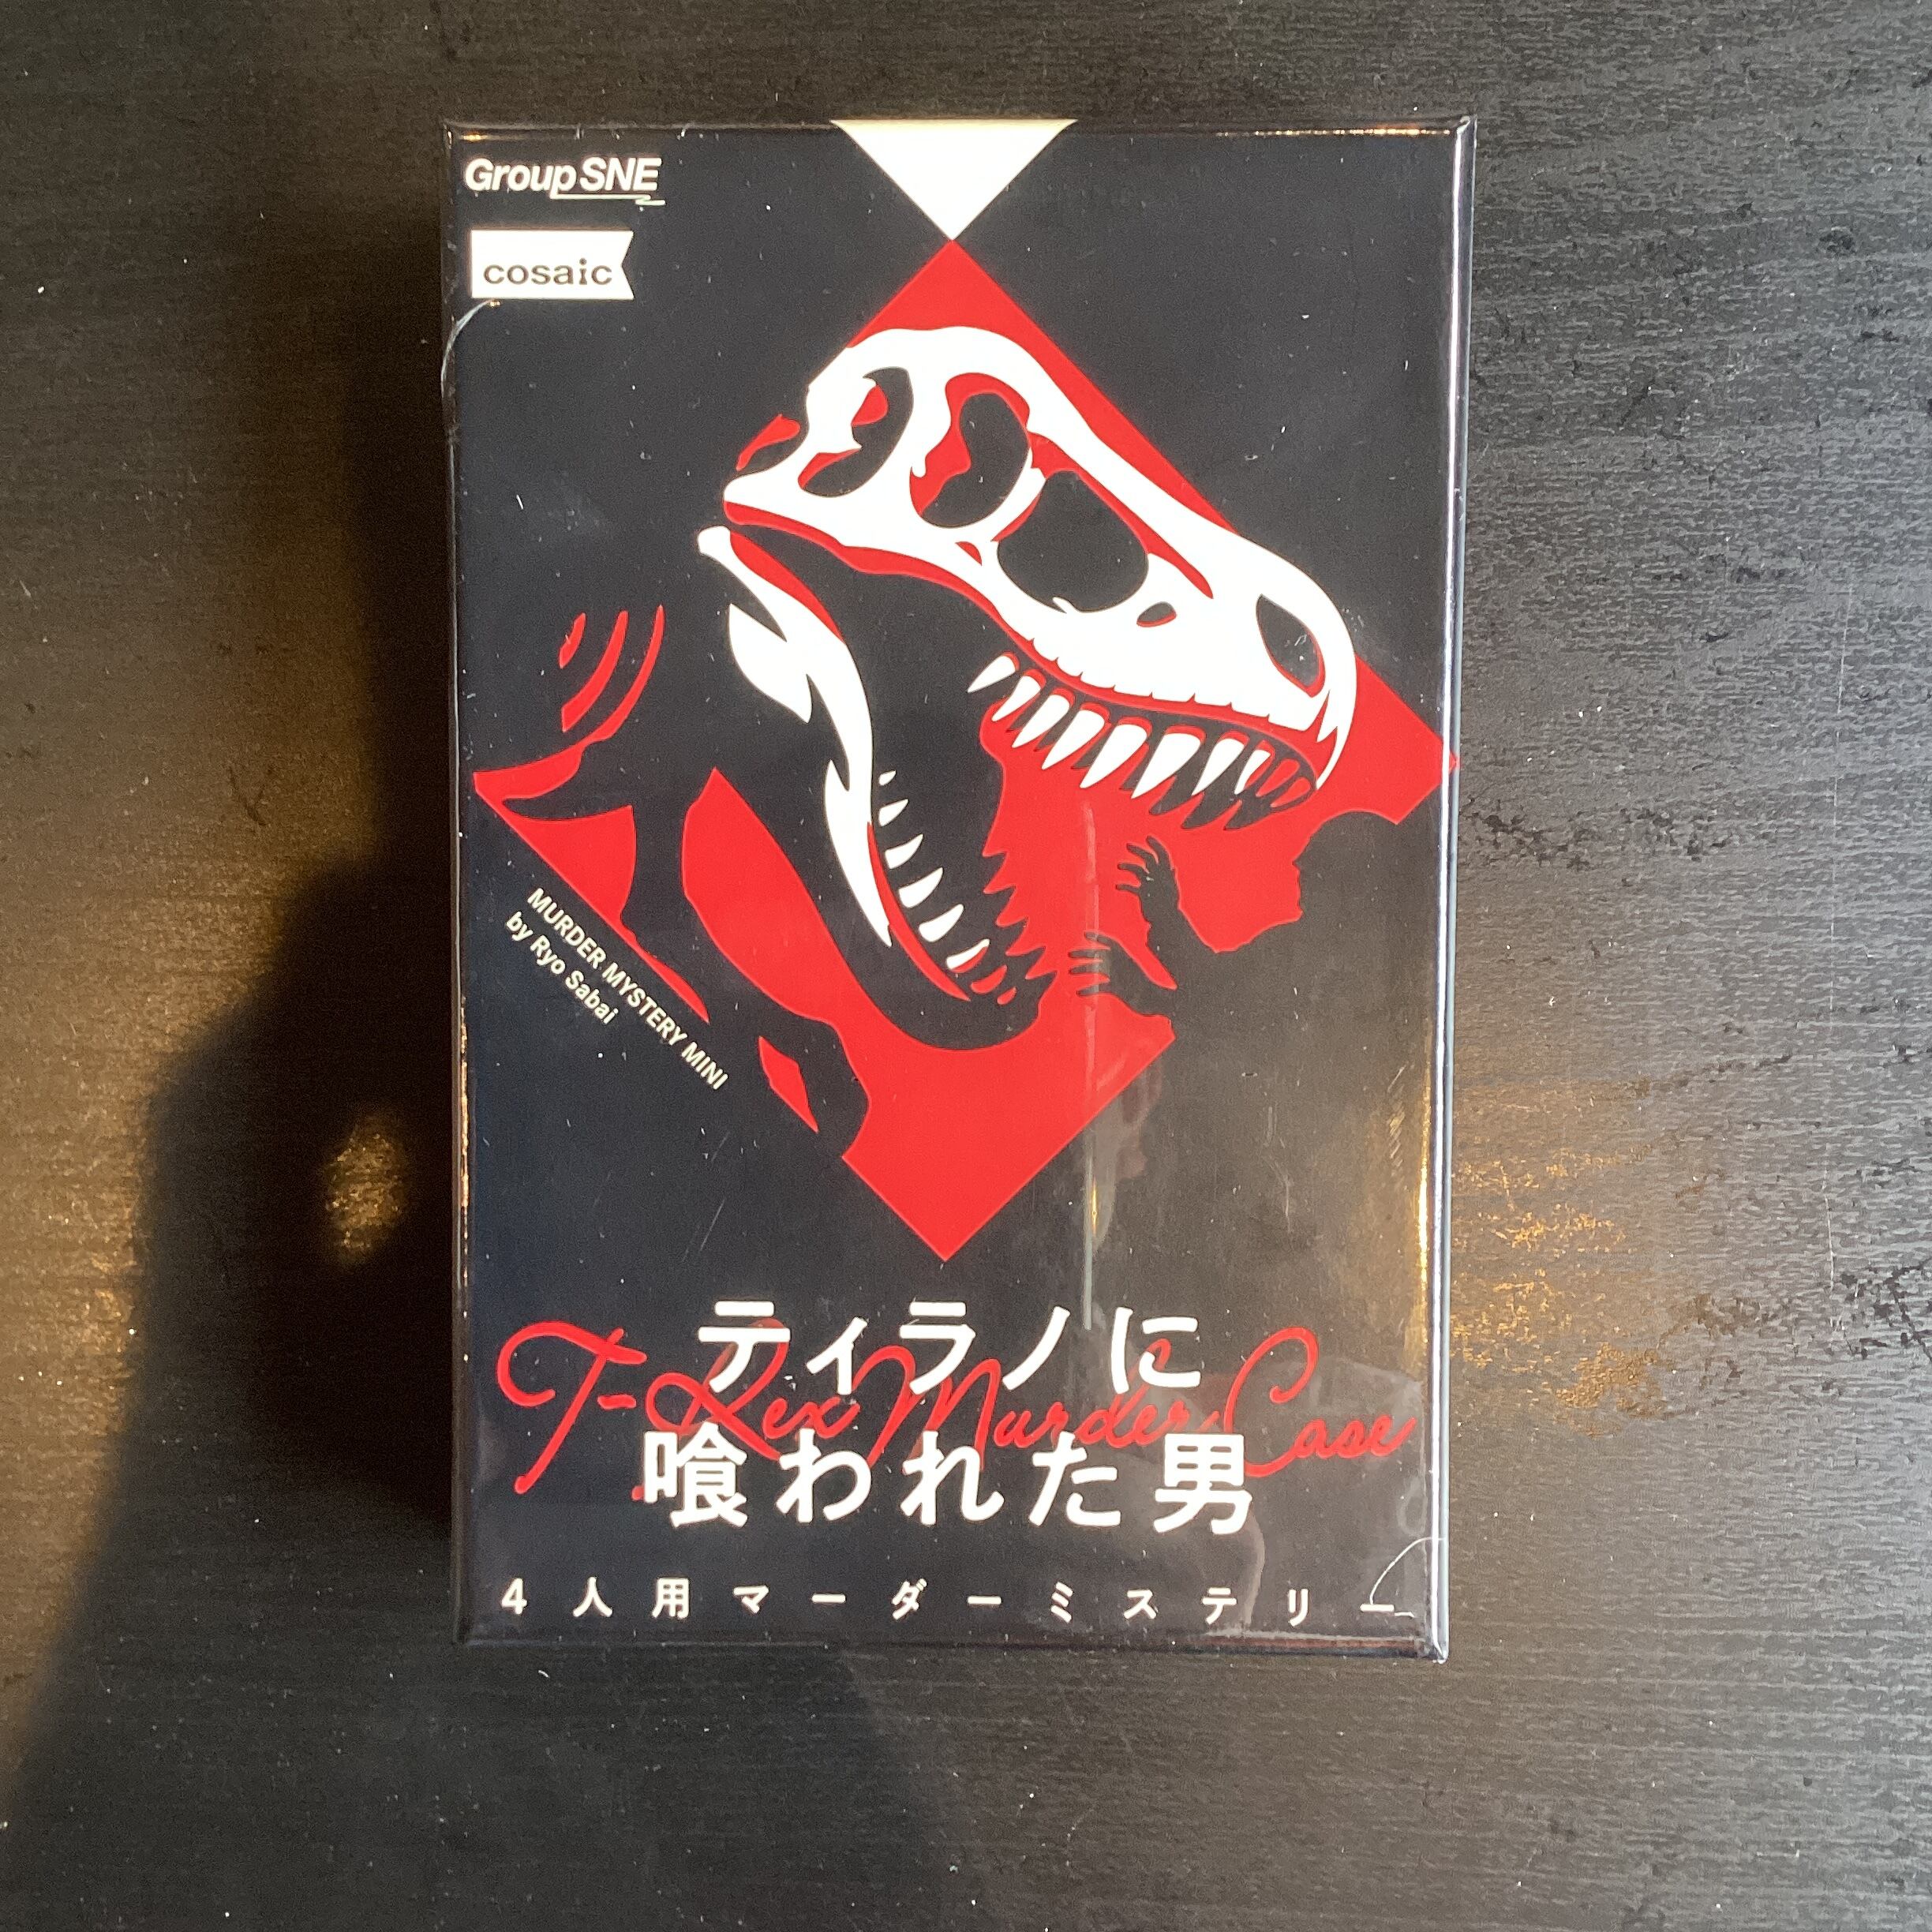 Group SNE
cosaic
MURDER MYSTERY MINI
by Ryo Sabai
ティラノに
T-Rex Murder Case
喰われた男
4人用マーダーミステリー